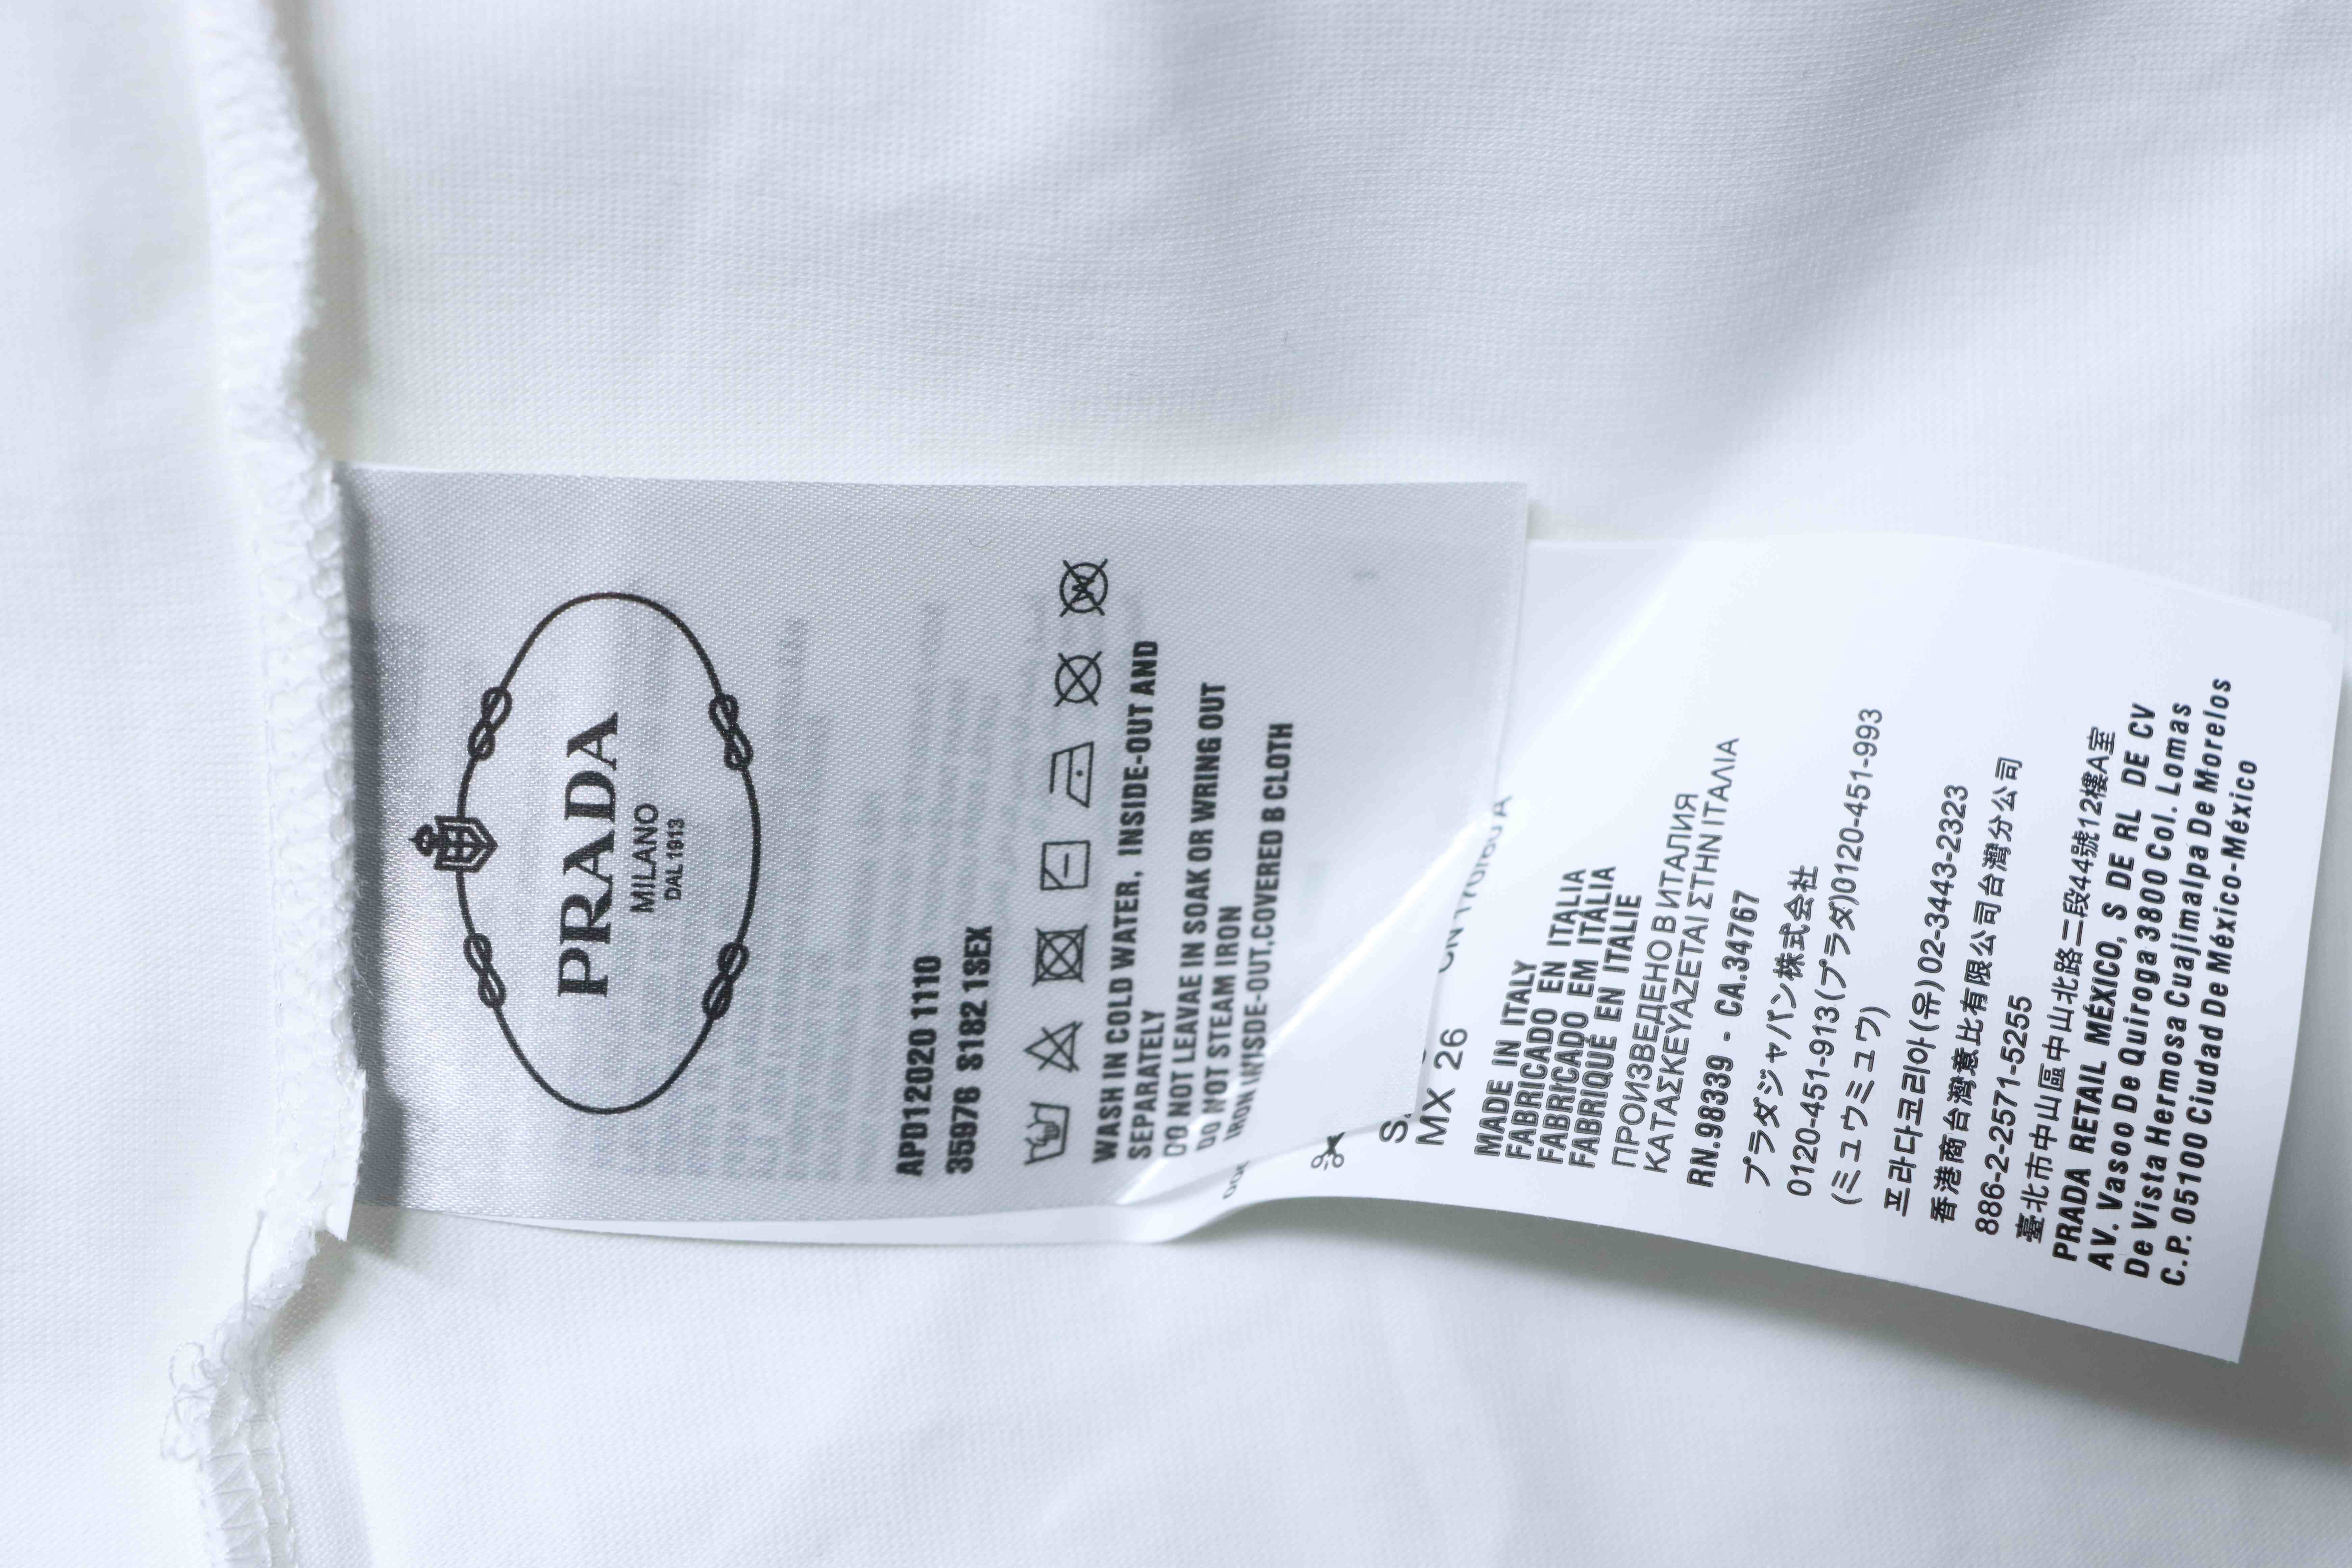 PRADA
MILANO
DAL 1913
APD12020 1110
35976 S182 1SEX
WASH IN COLD WATER, INSIDE-OUT AND
SEPARATELY
DO NOT LEAVAE IN SOAK OR WRING OUT
DO NOT STEAM IRON
IRON INISDE-OUT,COVERED B CLOTH
MX 26
MADE IN ITALY
FABRICADO EN ITALIA
FABRICADO EM ITÁLIA
FABRIQUÉ EN ITALIE
ПРОИЗВЕДЕНО В ИТАЛИЯ
ΚΑΤΑΣΚΕΥΑΖΕΤΑΙ ΣΤΗΝ ΙΤΑΛΙΑ
RN.98339 - CA.34767
プラダジャパン株式会社
0120-451-913(プラダ)0120-451-993
(ミュウミュウ)
프라다코리아(유) 02-3443-2323
香港商台灣意比有限公司台灣分公司
886-2-2571-5255
臺北市中山區中山北路二段44號12樓A室
PRADA RETAIL MÉXICO, S DE RL DE CV
AV. Vasoo De Quiroga 3800 Col. Lomas
De Vista Hermosa Cuajimalpa De Morelos
C.P. 05100 Ciudad De México-México